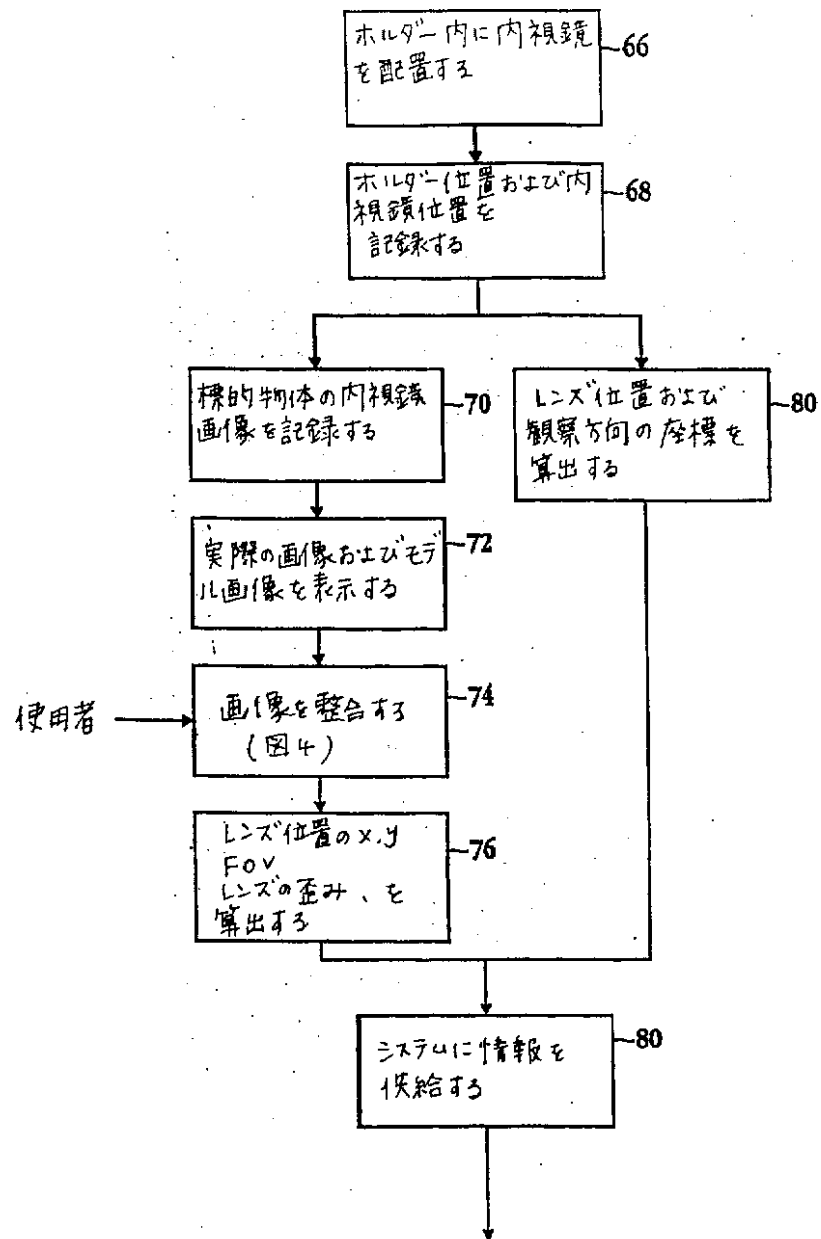 ホルダー内に内視鏡
を配置する
66
ホルダー位置および内
視鏡位置を
記録する
68
標的物体の内視鏡
画像を記録する
70
レンズ位置および
観察方向の座標を
算出する
80
実際の画像およびモデ
ル画像を表示する
72
使用者
画像を整合する
(図4)
74
レンズ位置のx,y
FOV
レンズの歪み、を
算出する
76
システムに情報を
供給する
80